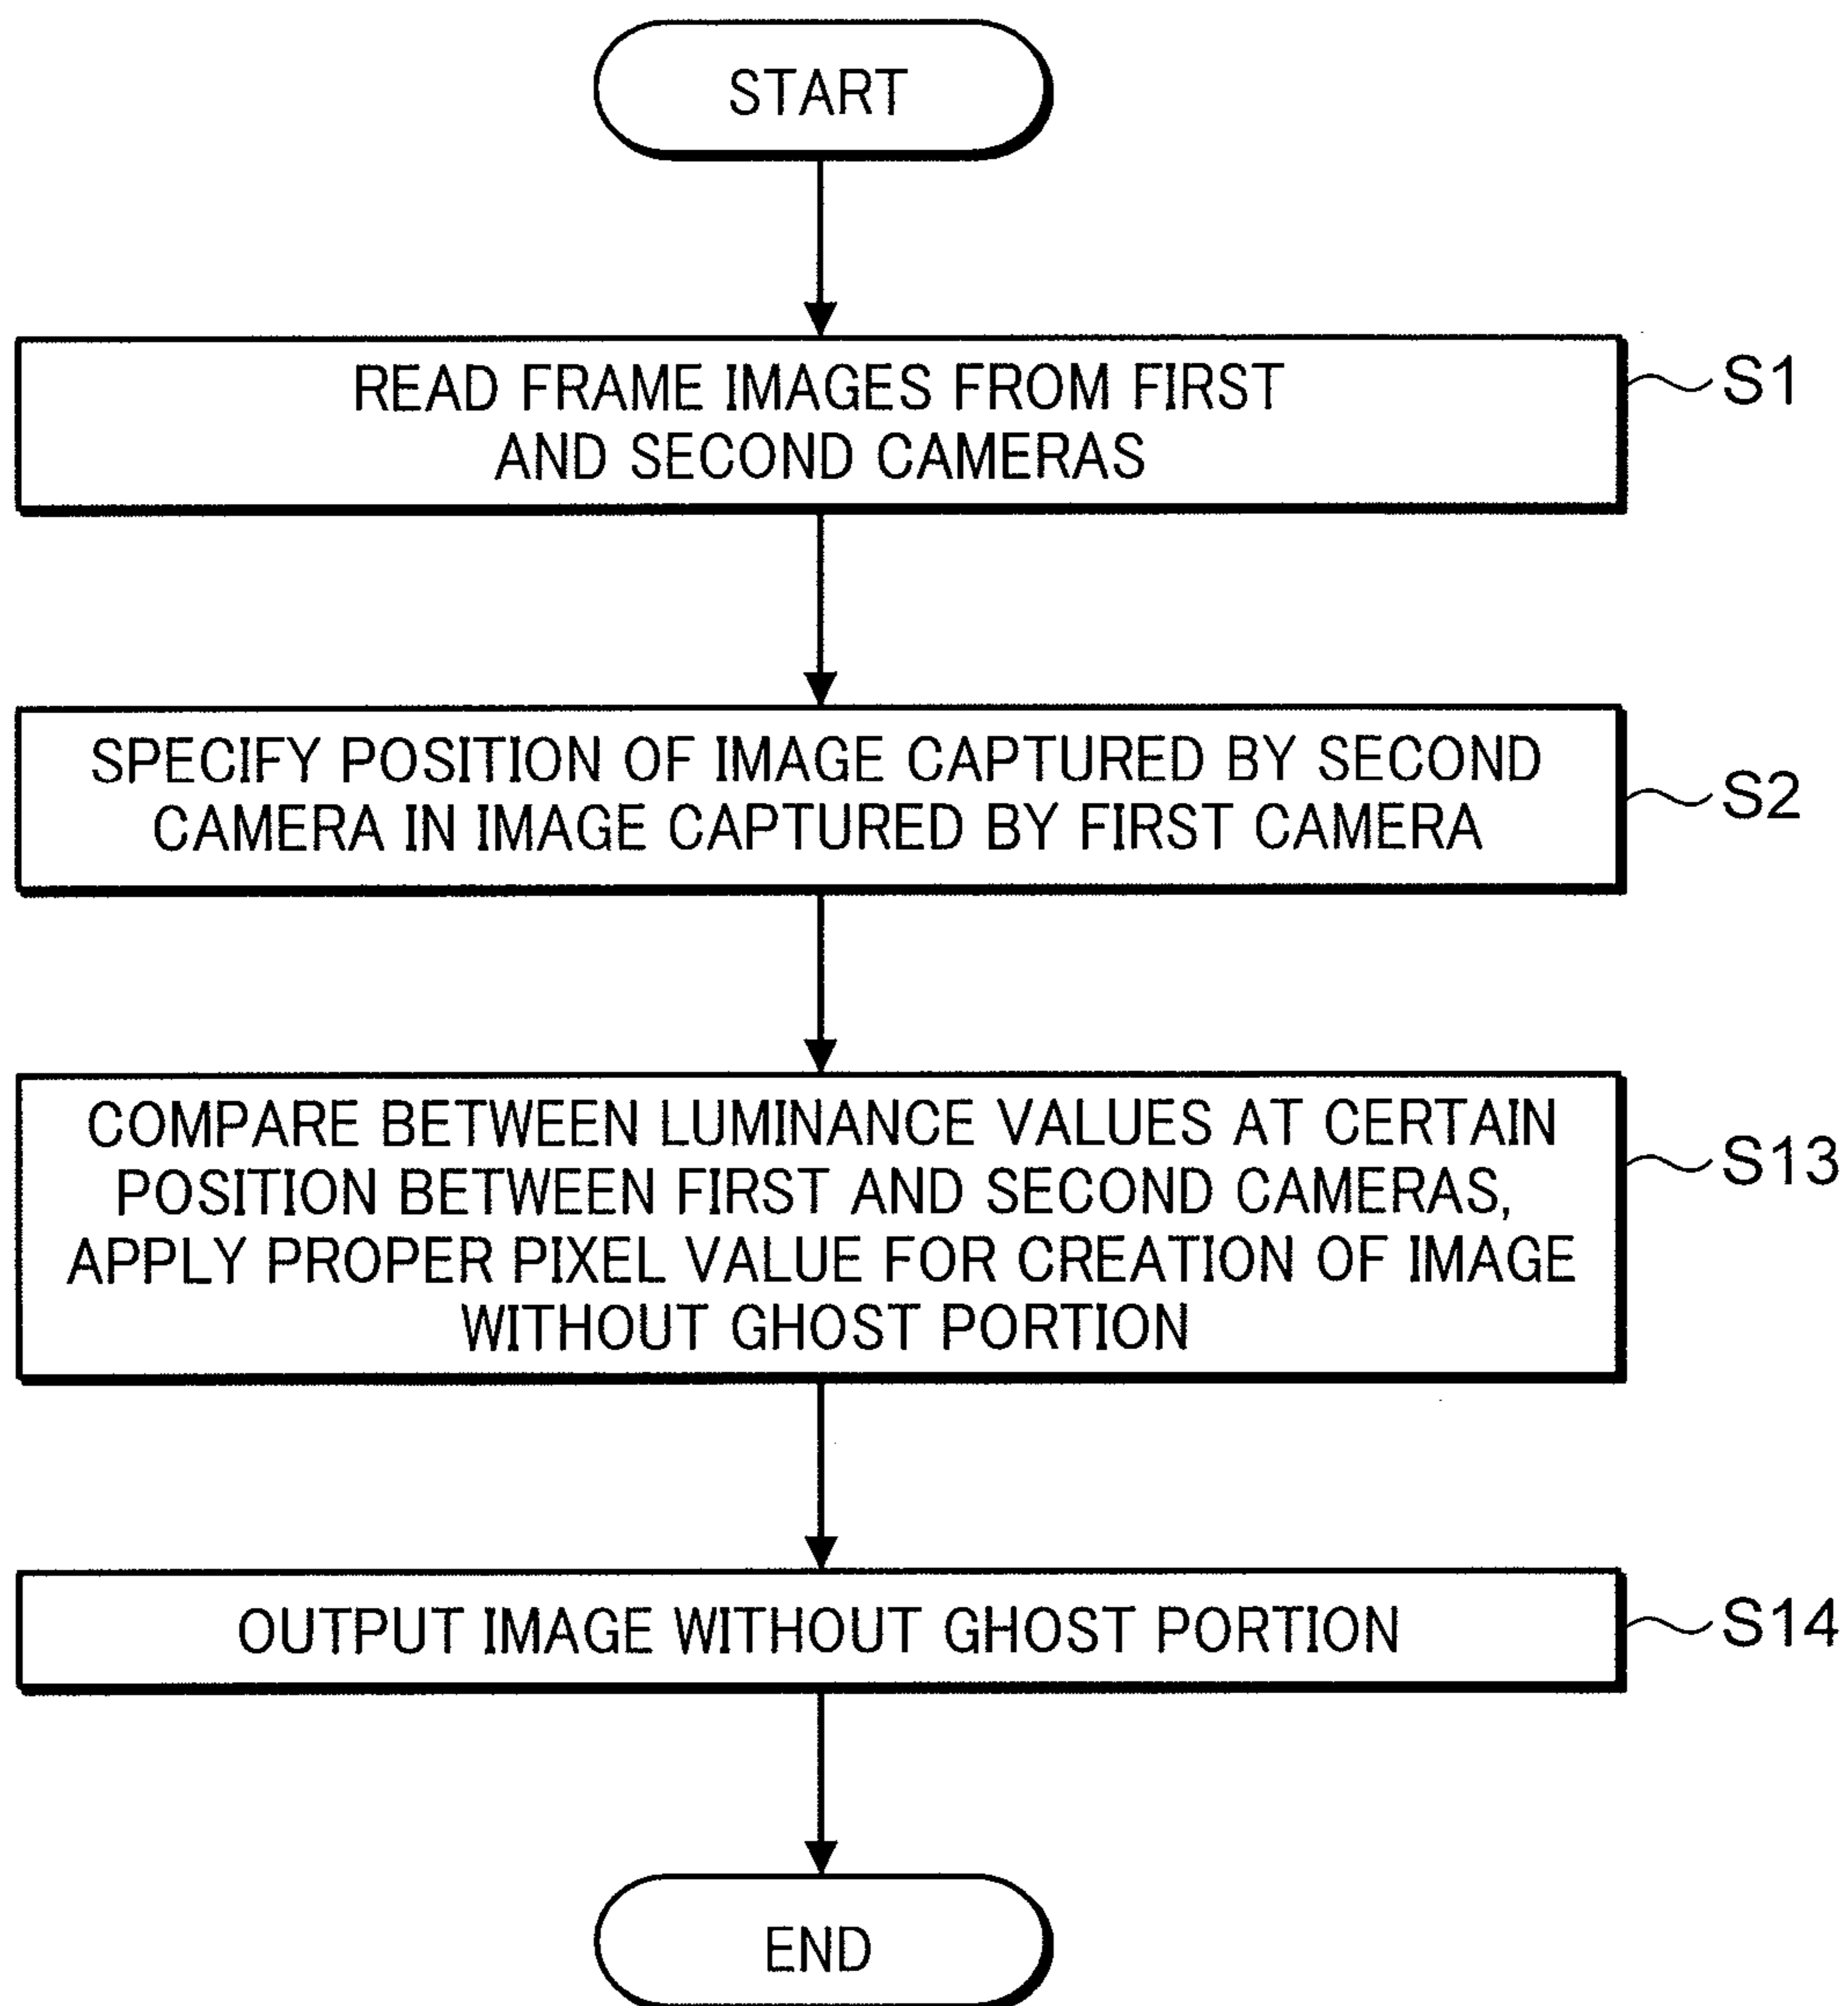 START
READ FRAME IMAGES FROM FIRST
AND SECOND CAMERAS
S1
SPECIFY POSITION OF IMAGE CAPTURED BY SECOND
CAMERA IN IMAGE CAPTURED BY FIRST CAMERA
S2
COMPARE BETWEEN LUMINANCE VALUES AT CERTAIN
POSITION BETWEEN FIRST AND SECOND CAMERAS,
APPLY PROPER PIXEL VALUE FOR CREATION OF IMAGE
WITHOUT GHOST PORTION
S13
OUTPUT IMAGE WITHOUT GHOST PORTION
S14
END